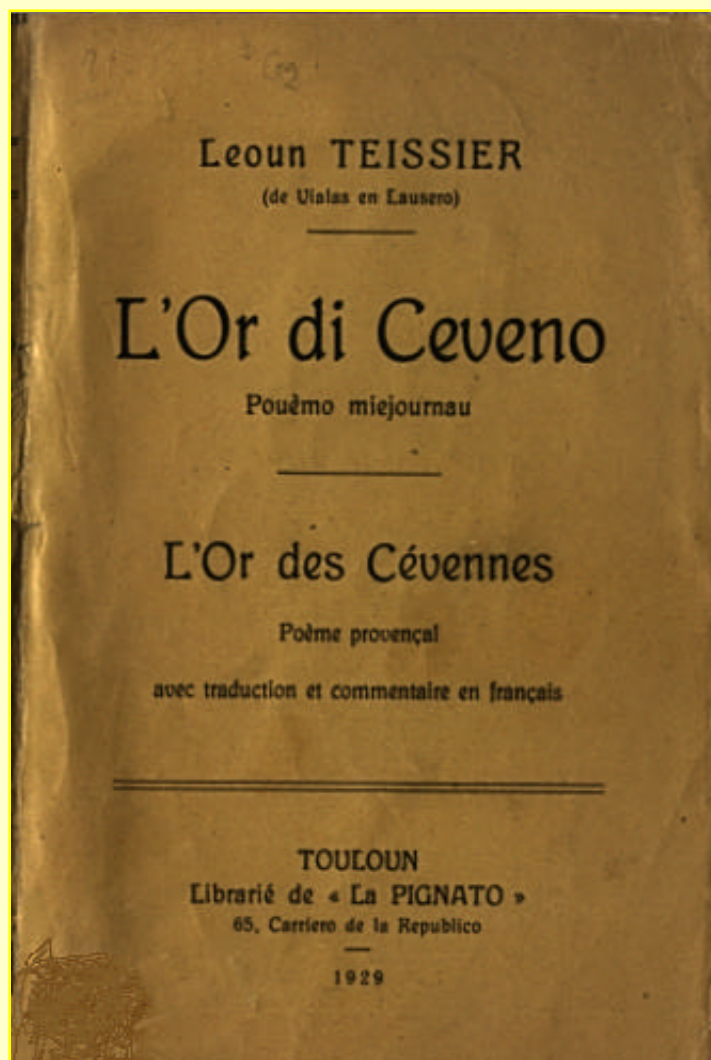 Leoun TEISSIER
(de Vialas en Lausero)
L'Or di Ceveno
Pouèmo miejournau
L'Or des Cévennes
Poème provençal
avec traduction et commentaire en français
TOULOUN
Librarié de « La PIGNATO »
65, Carriero de la Republico
1929